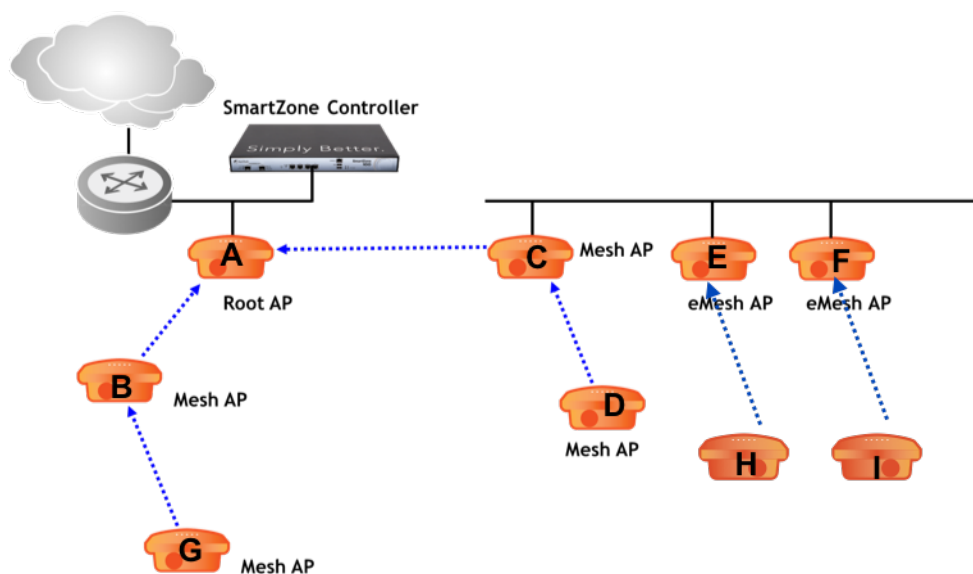 SmartZone Controller
Simply Better.
A
C
Mesh AP
E
F
Root AP
eMesh AP
eMesh AP
B
Mesh AP
D
Mesh AP
H
I
G
Mesh AP